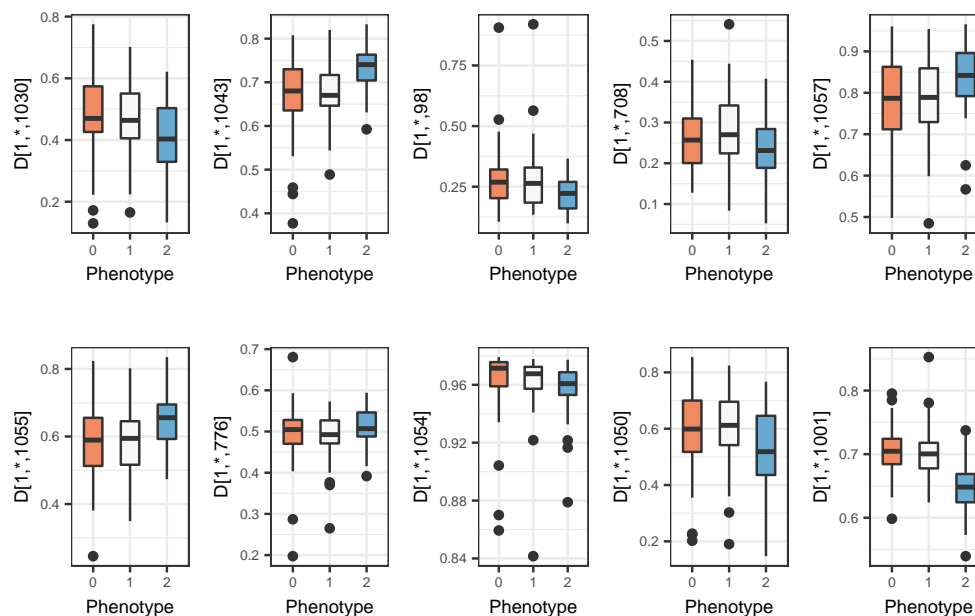 D[1,*,1030]
0.8
0.6
0.4
0.2
0 1 2
Phenotype
D[1,*,1043]
0.8
0.7
0.6
0.5
0.4
0 1 2
Phenotype
D[1,*,98]
0.75
0.50
0.25
0 1 2
Phenotype
D[1,*,708]
0.5
0.4
0.3
0.2
0.1
0 1 2
Phenotype
D[1,*,1057]
0.9
0.8
0.7
0.6
0.5
0 1 2
Phenotype
D[1,*,1055]
0.8
0.6
0.4
0 1 2
Phenotype
D[1,*,776]
0.7
0.6
0.5
0.4
0.3
0.2
0 1 2
Phenotype
D[1,*,1054]
0.96
0.92
0.88
0.84
0 1 2
Phenotype
D[1,*,1050]
0.8
0.6
0.4
0.2
0 1 2
Phenotype
D[1,*,1001]
0.8
0.7
0.6
0 1 2
Phenotype